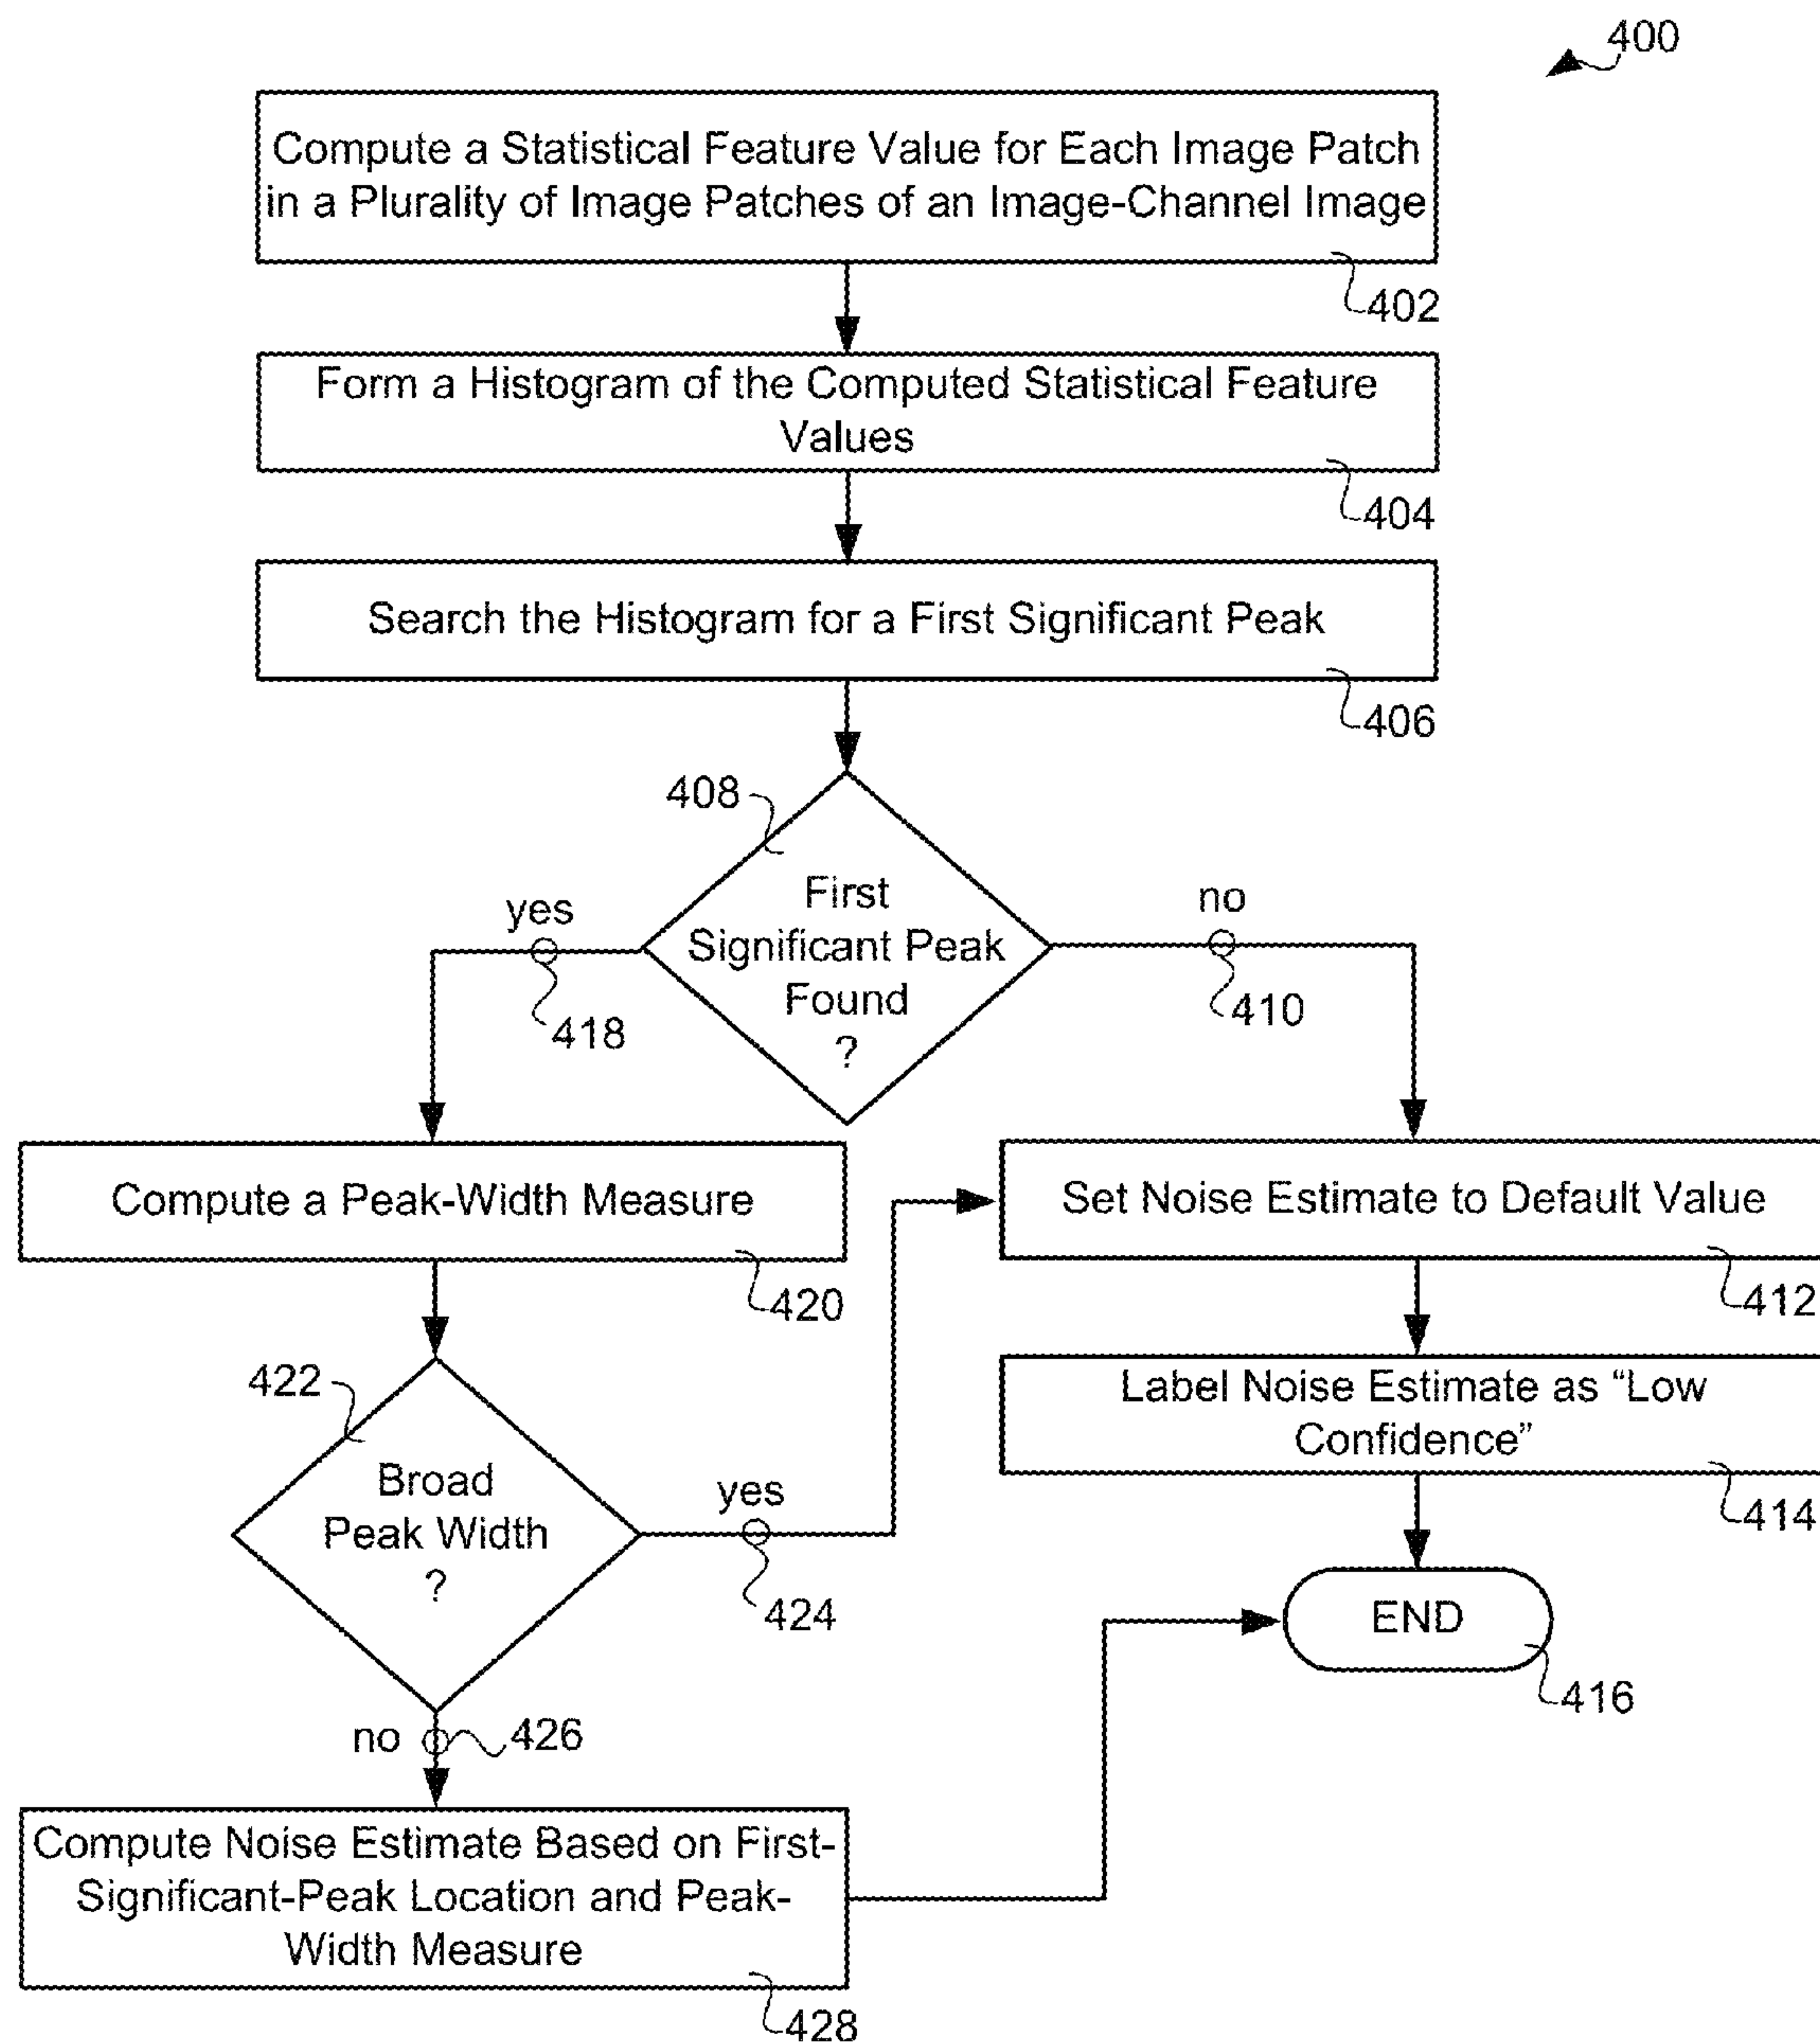 400
Compute a Statistical Feature Value for Each Image Patch
in a Plurality of Image Patches of an Image-Channel Image
402
Form a Histogram of the Computed Statistical Feature
Values
404
Search the Histogram for a First Significant Peak
406
408
First
Significant Peak
Found
?
yes
418
no
410
Compute a Peak-Width Measure
420
Set Noise Estimate to Default Value
412
Label Noise Estimate as “Low
Confidence”
414
422
Broad
Peak Width
?
yes
424
END
416
no
426
Compute Noise Estimate Based on First-
Significant-Peak Location and Peak-
Width Measure
428